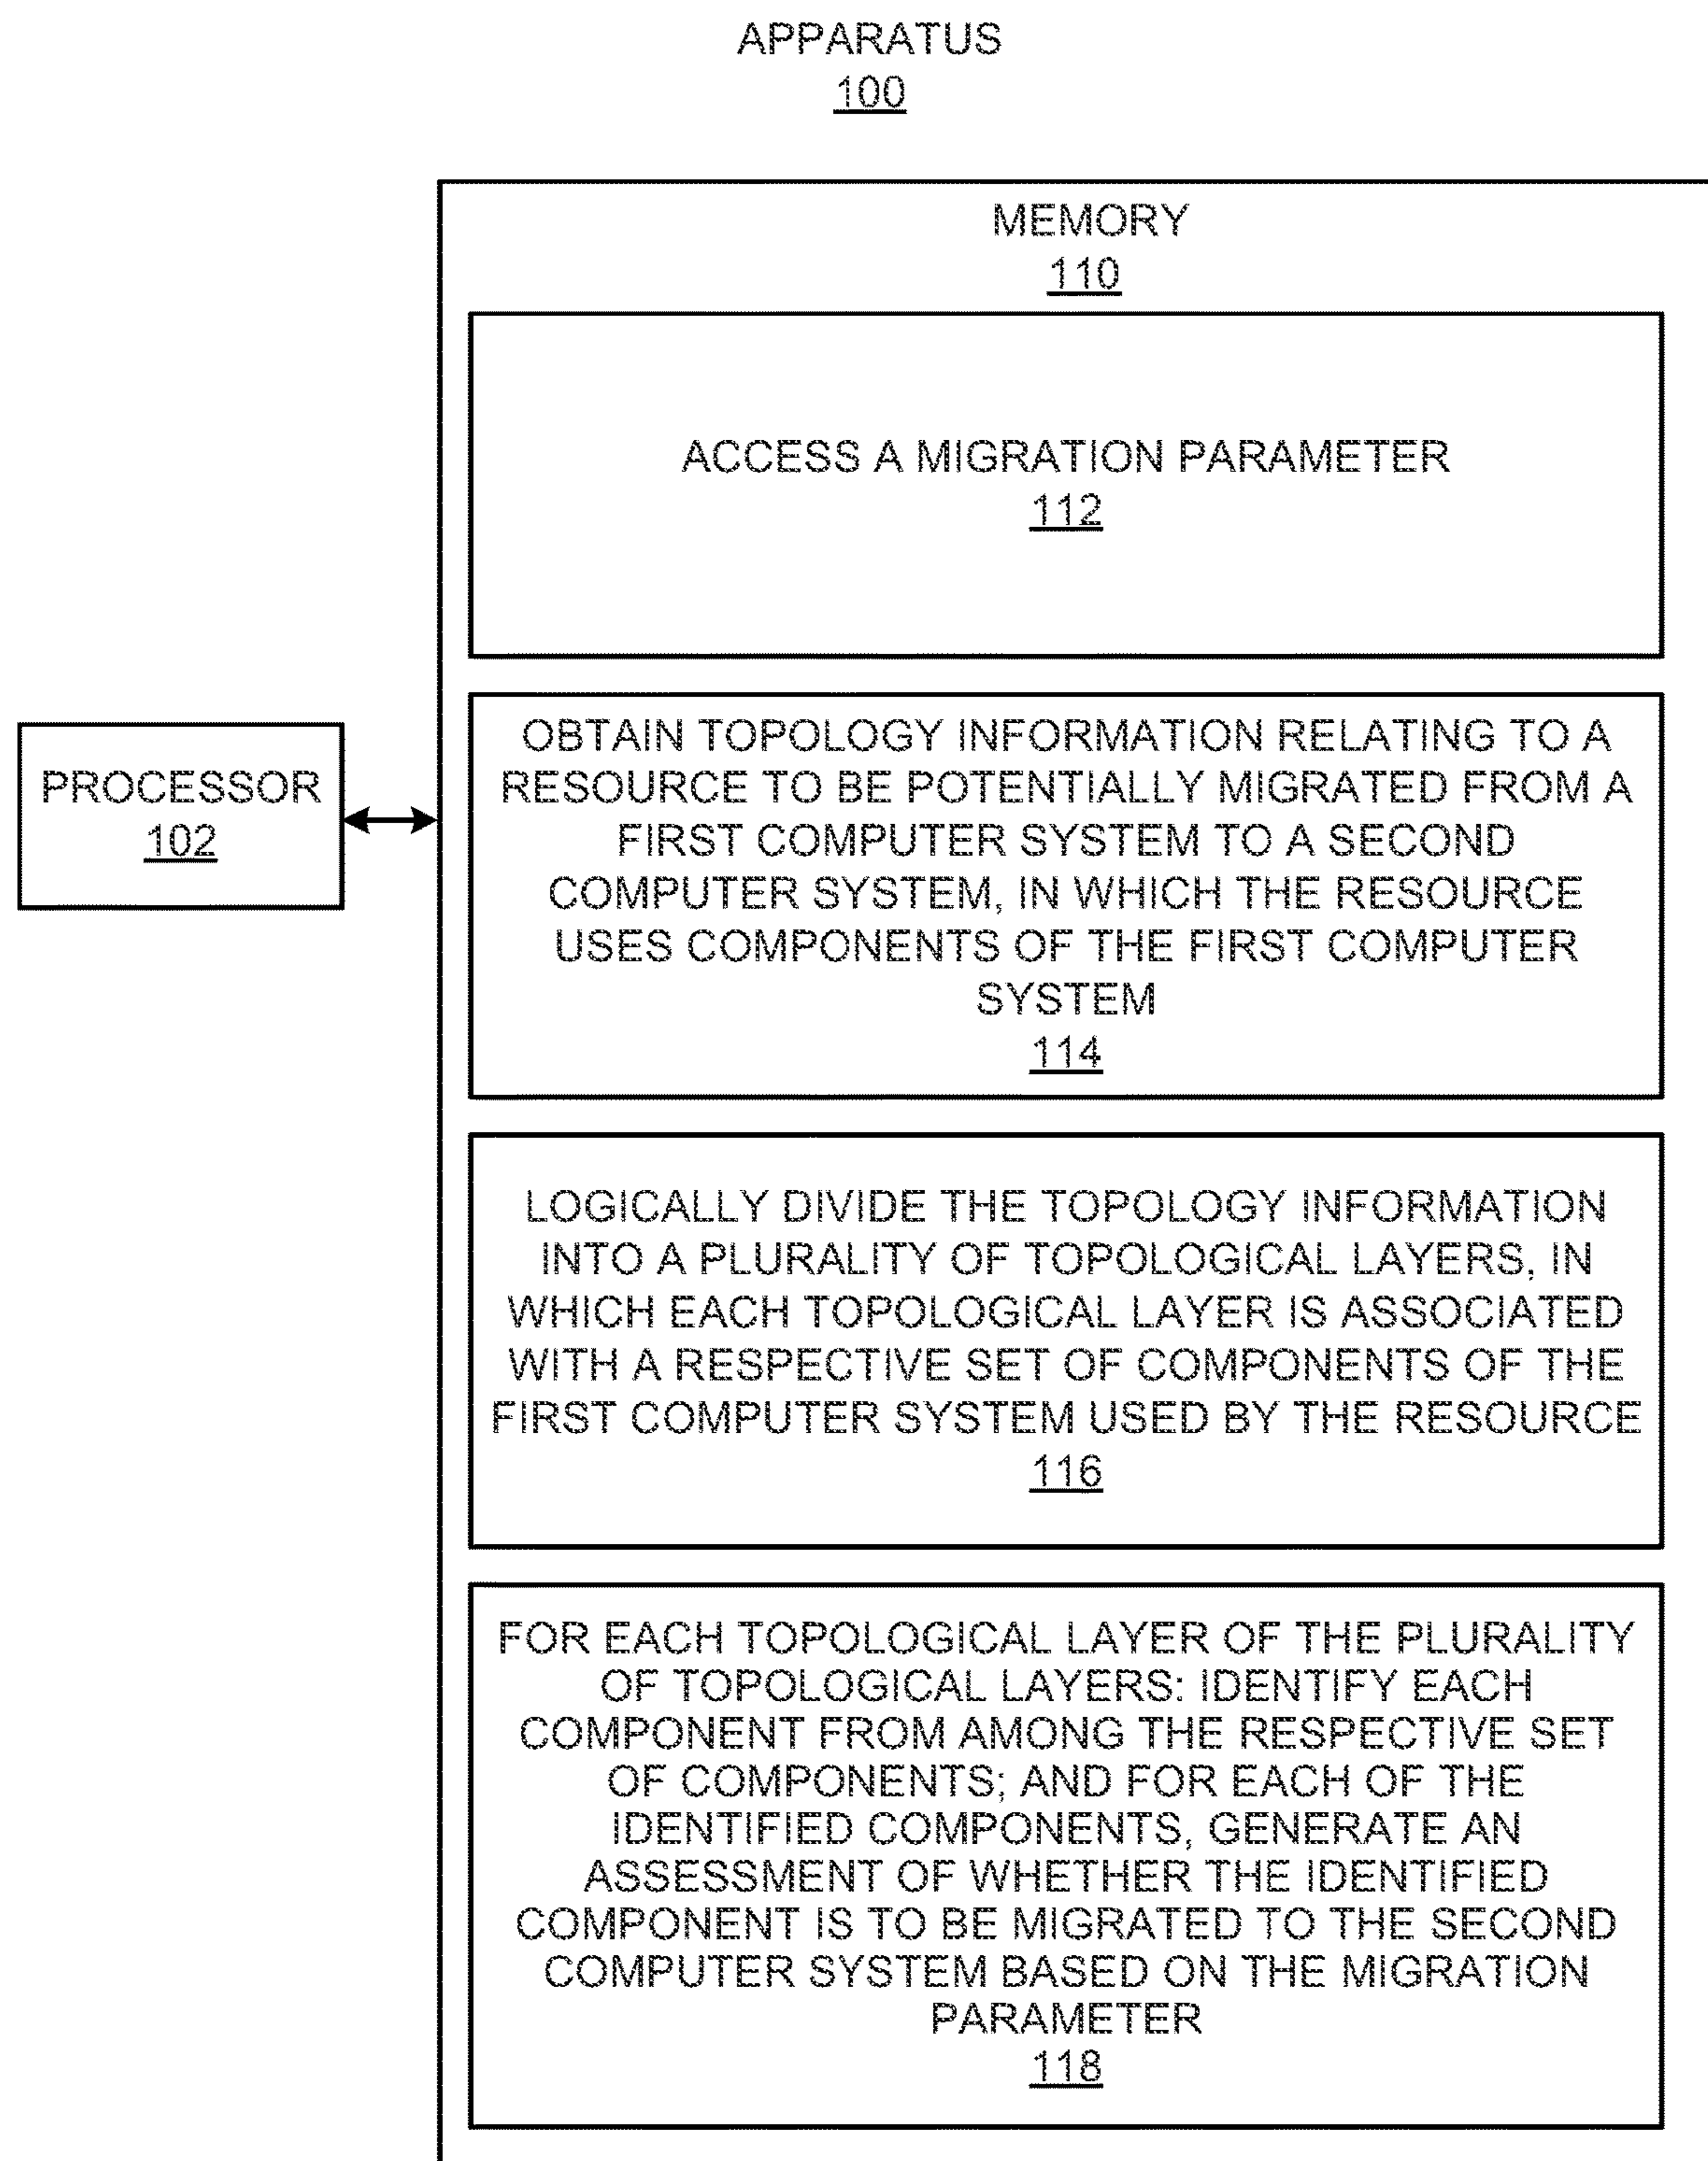 APPARATUS
100
MEMORY
110
ACCESS A MIGRATION PARAMETER
112
PROCESSOR
102
OBTAIN TOPOLOGY INFORMATION RELATING TO A
RESOURCE TO BE POTENTIALLY MIGRATED FROM A
FIRST COMPUTER SYSTEM TO A SECOND
COMPUTER SYSTEM, IN WHICH THE RESOURCE
USES COMPONENTS OF THE FIRST COMPUTER
SYSTEM
114
LOGICALLY DIVIDE THE TOPOLOGY INFORMATION
INTO A PLURALITY OF TOPOLOGICAL LAYERS, IN
WHICH EACH TOPOLOGICAL LAYER IS ASSOCIATED
WITH A RESPECTIVE SET OF COMPONENTS OF THE
FIRST COMPUTER SYSTEM USED BY THE RESOURCE
116
FOR EACH TOPOLOGICAL LAYER OF THE PLURALITY
OF TOPOLOGICAL LAYERS: IDENTIFY EACH
COMPONENT FROM AMONG THE RESPECTIVE SET
OF COMPONENTS; AND FOR EACH OF THE
IDENTIFIED COMPONENTS, GENERATE AN
ASSESSMENT OF WHETHER THE IDENTIFIED
COMPONENT IS TO BE MIGRATED TO THE SECOND
COMPUTER SYSTEM BASED ON THE MIGRATION
PARAMETER
118